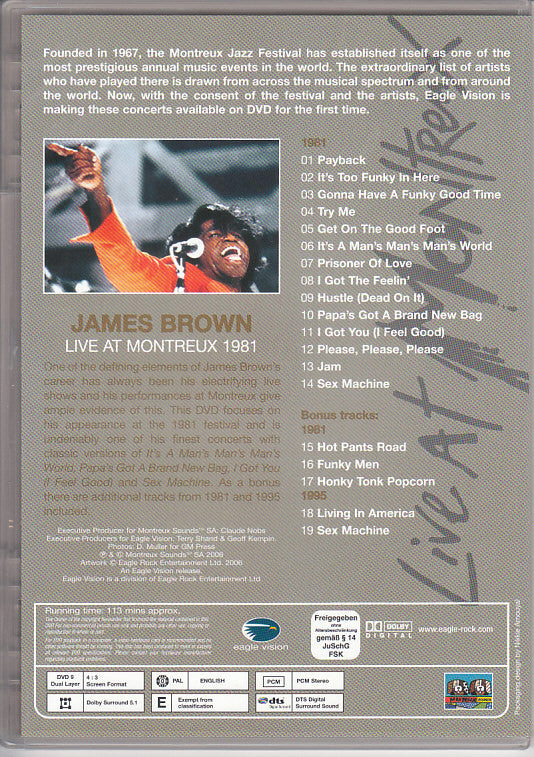 Founded in 1967, the Montreux Jazz Festival has established itself as one of the
most prestigious annual music events in the world. The extraordinary list of artists
who have played there is drawn from across the musical spectrum and from around
the world. Now, with the consent of the festival and the artists, Eagle Vision is
making these concerts available on DVD for the first time.
JAMES BROWN
LIVE AT MONTREUX 1981
One of the defining elements of James Brown's
career has always been his electrifying live
shows and his performances at Montreux give
ample evidence of this. This DVD focuses on
his appearance at the 1981 festival and is
undeniably one of his finest concerts with
classic versions of It's A Man's Man's Man's
World, Papa's Got A Brand New Bag, I Got You
(I Feel Good) and Sex Machine. As a bonus
there are additional tracks from 1981 and 1995
included.
Executive Producer for Montreux Sounds™ SA: Claude Nobs
Executive Producers for Eagle Vision: Terry Shand & Geoff Kempin.
Photos: D. Muller for GM Press
℗ & © Montreux Sounds™ SA 2006
Artwork © Eagle Rock Entertainment Ltd. 2006
An Eagle Vision release.
Eagle Vision is a division of Eagle Rock Entertainment Ltd
1981
01 Payback
02 It's Too Funky In Here
03 Gonna Have A Funky Good Time
04 Try Me
05 Get On The Good Foot
06 It's A Man's Man's Man's World
07 Prisoner Of Love
08 I Got The Feelin'
09 Hustle (Dead On It)
10 Papa's Got A Brand New Bag
11 I Got You (I Feel Good)
12 Please, Please, Please
13 Jam
14 Sex Machine
Bonus tracks:
1981
15 Hot Pants Road
16 Funky Men
17 Honky Tonk Popcorn
1995
18 Living In America
19 Sex Machine
Live At Montreux!
Running time: 113 mins approx.
eagle vision
Freigegeben
ohne
Altersbeschränkung
gemäß § 14
JuSchG
FSK
DOLBY
DIGITAL
www.eagle-rock.com
DVD 9
Dual Layer
4 : 3
Screen Format
PAL
ENGLISH
PCM
PCM Stereo
Dolby Surround 5.1
E
Exempt from
classification
dts
DTS Digital
Surround Sound